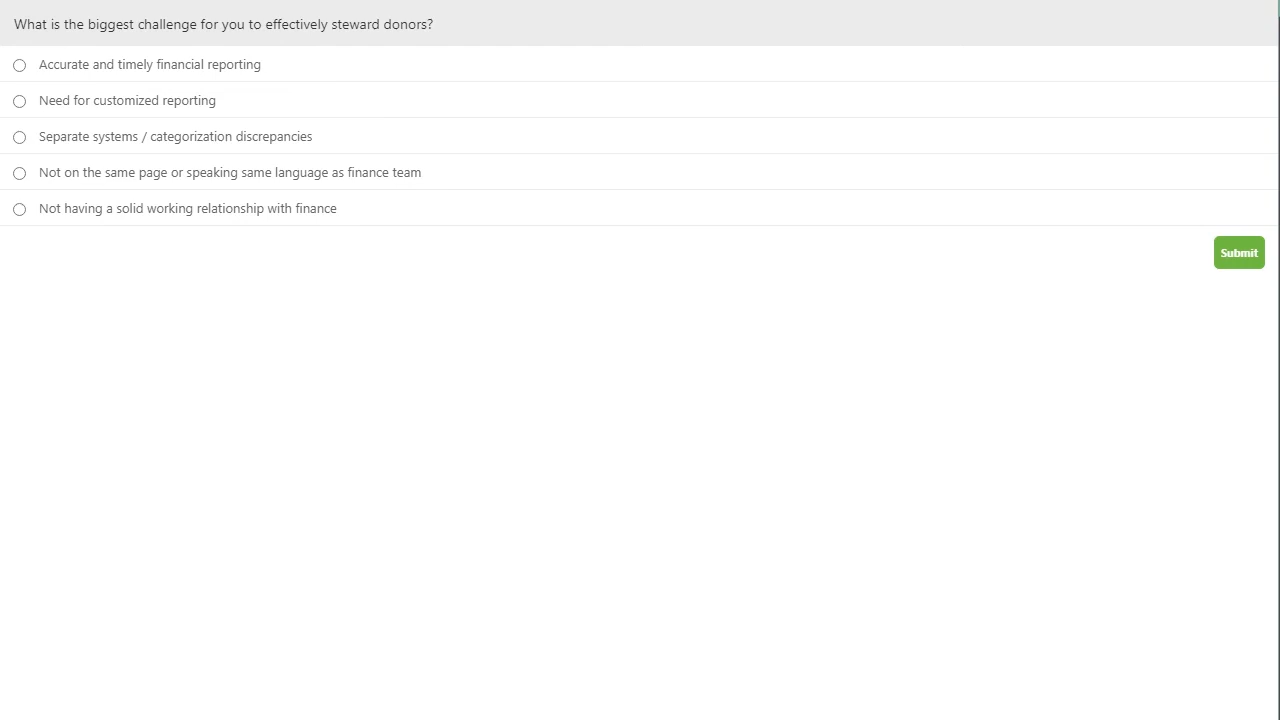 What is the biggest challenge for you to effectively steward donors?
Accurate and timely financial reporting
Need for customized reporting
Separate systems / categorization discrepancies
Not on the same page or speaking same language as finance team
Not having a solid working relationship with finance
Submit